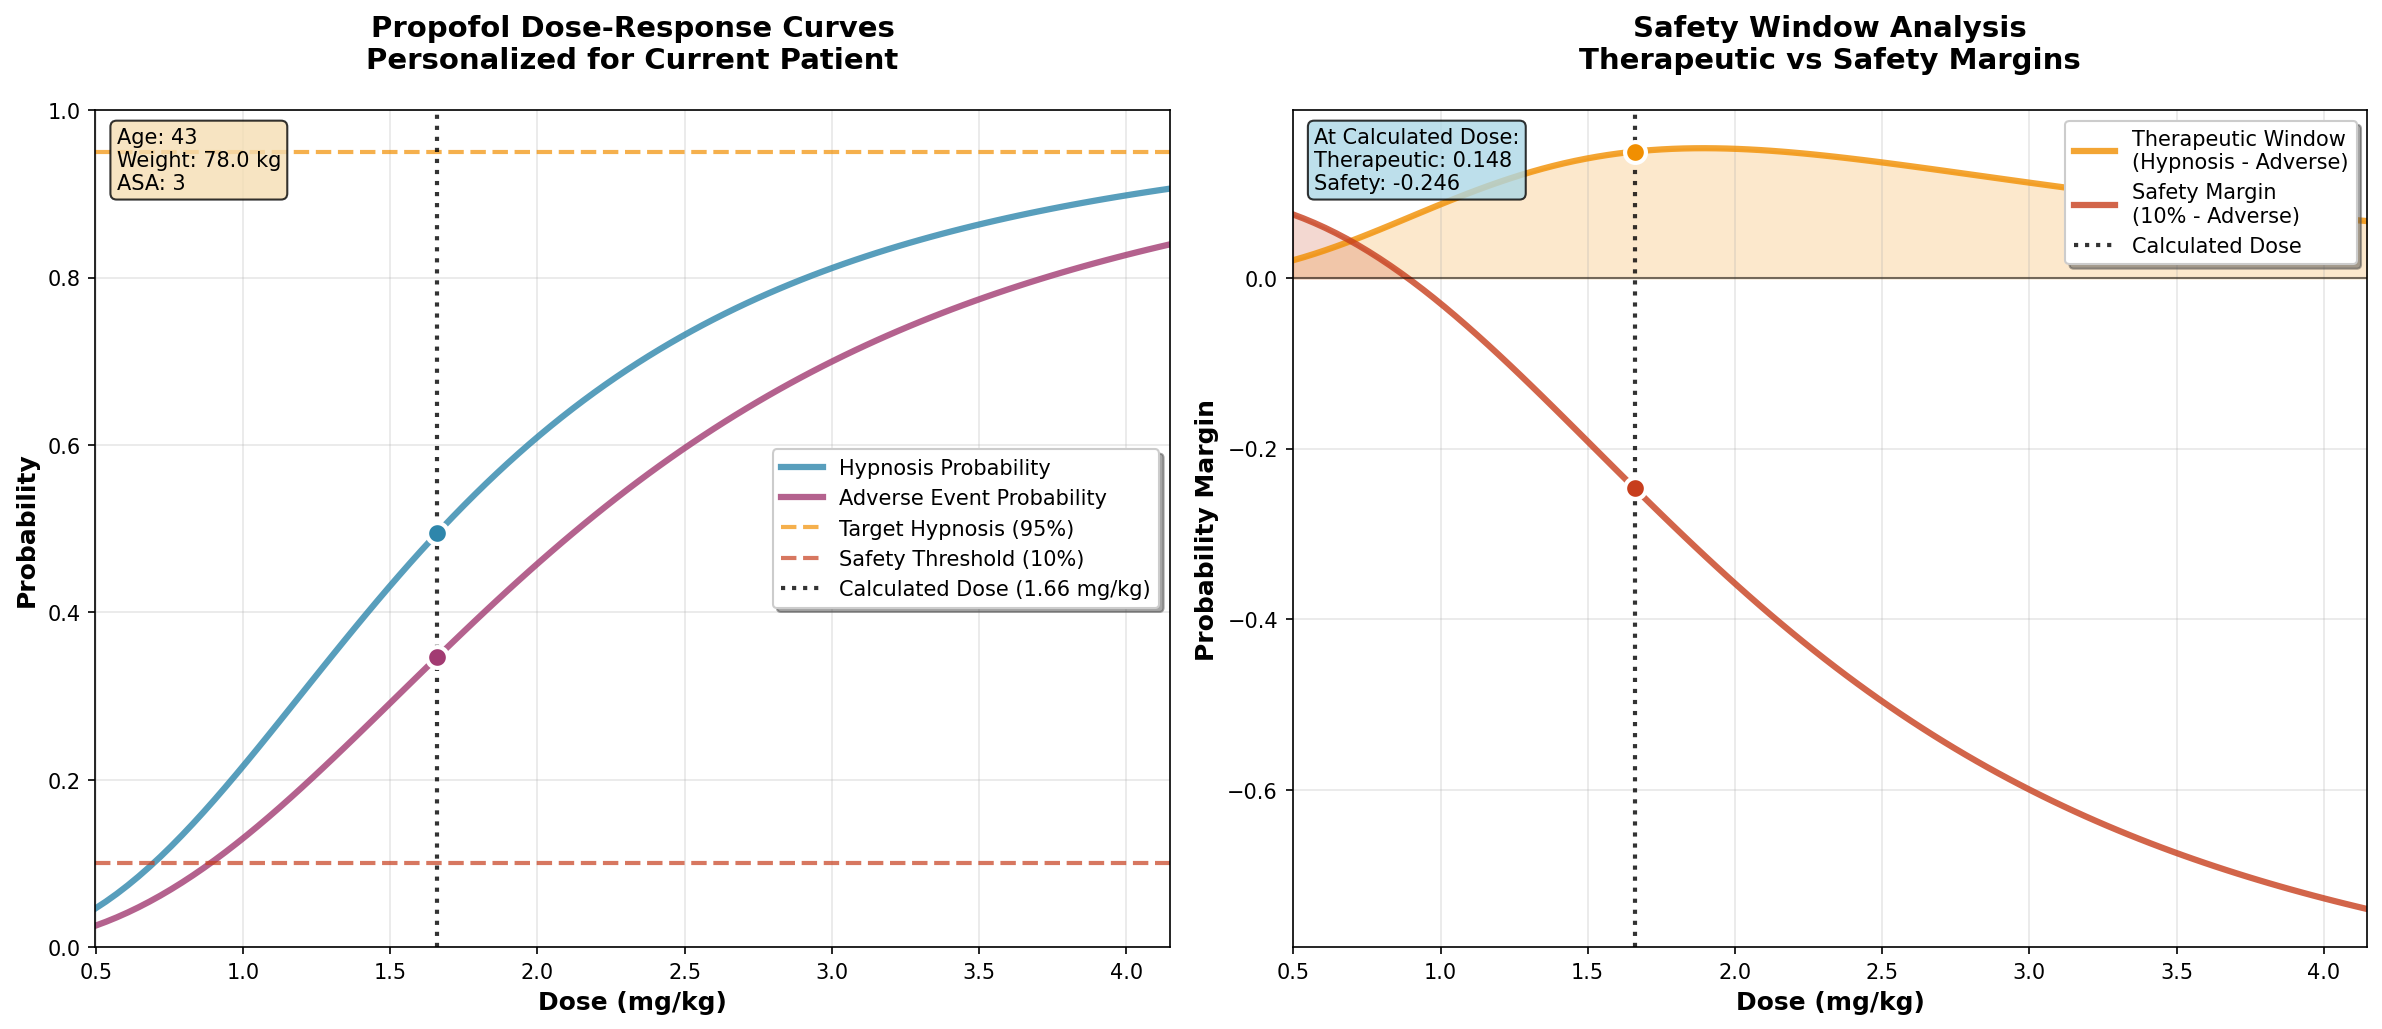 Propofol Dose-Response Curves
Personalized for Current Patient
1.0
0.8
0.6
0.4
0.2
0.0
Probability
Age: 43
Weight: 78.0 kg
ASA: 3
Hypnosis Probability
Adverse Event Probability
Target Hypnosis (95%)
Safety Threshold (10%)
Calculated Dose (1.66 mg/kg)
0.5 1.0 1.5 2.0 2.5 3.0 3.5 4.0
Dose (mg/kg)
Safety Window Analysis
Therapeutic vs Safety Margins
0.0
−0.2
−0.4
−0.6
Probability Margin
At Calculated Dose:
Therapeutic: 0.148
Safety: -0.246
Therapeutic Window
(Hypnosis - Adverse)
Safety Margin
(10% - Adverse)
Calculated Dose
0.5 1.0 1.5 2.0 2.5 3.0 3.5 4.0
Dose (mg/kg)